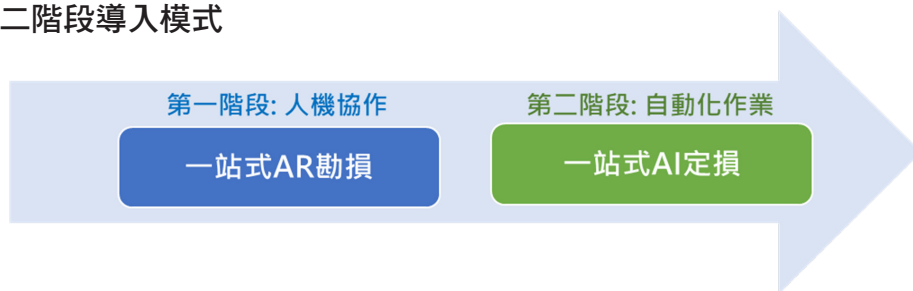 二階段導入模式
第一階段: 人機協作
第二階段: 自動化作業
一站式AR勘損
一站式AI定損